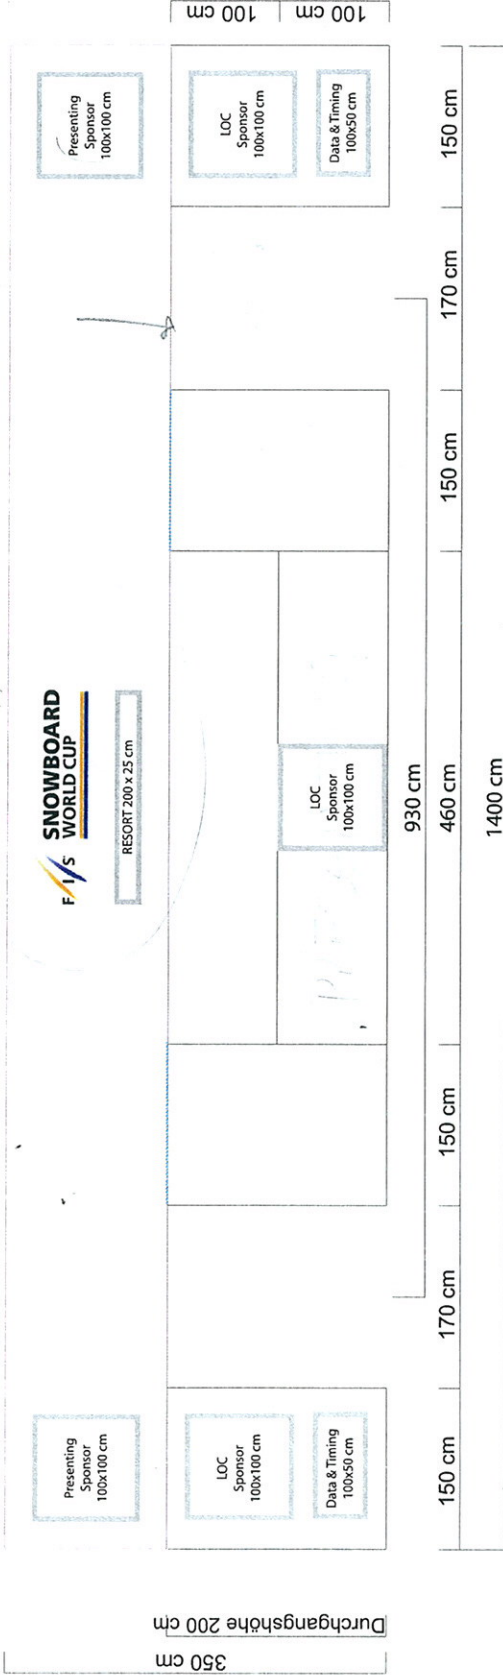 350 cm
Durchgangshöhe 200 cm
Presenting
Sponsor
100x100 cm
F I S
SNOWBOARD
WORLD CUP
RESORT 200 x 25 cm
Presenting
Sponsor
100x100 cm
LOC
Sponsor
100x100 cm
Data & Timing
100x50 cm
LOC
Sponsor
100x100 cm
LOC
Sponsor
100x100 cm
Data & Timing
100x50 cm
100 cm
100 cm
930 cm
150 cm
170 cm
150 cm
460 cm
150 cm
170 cm
150 cm
1400 cm